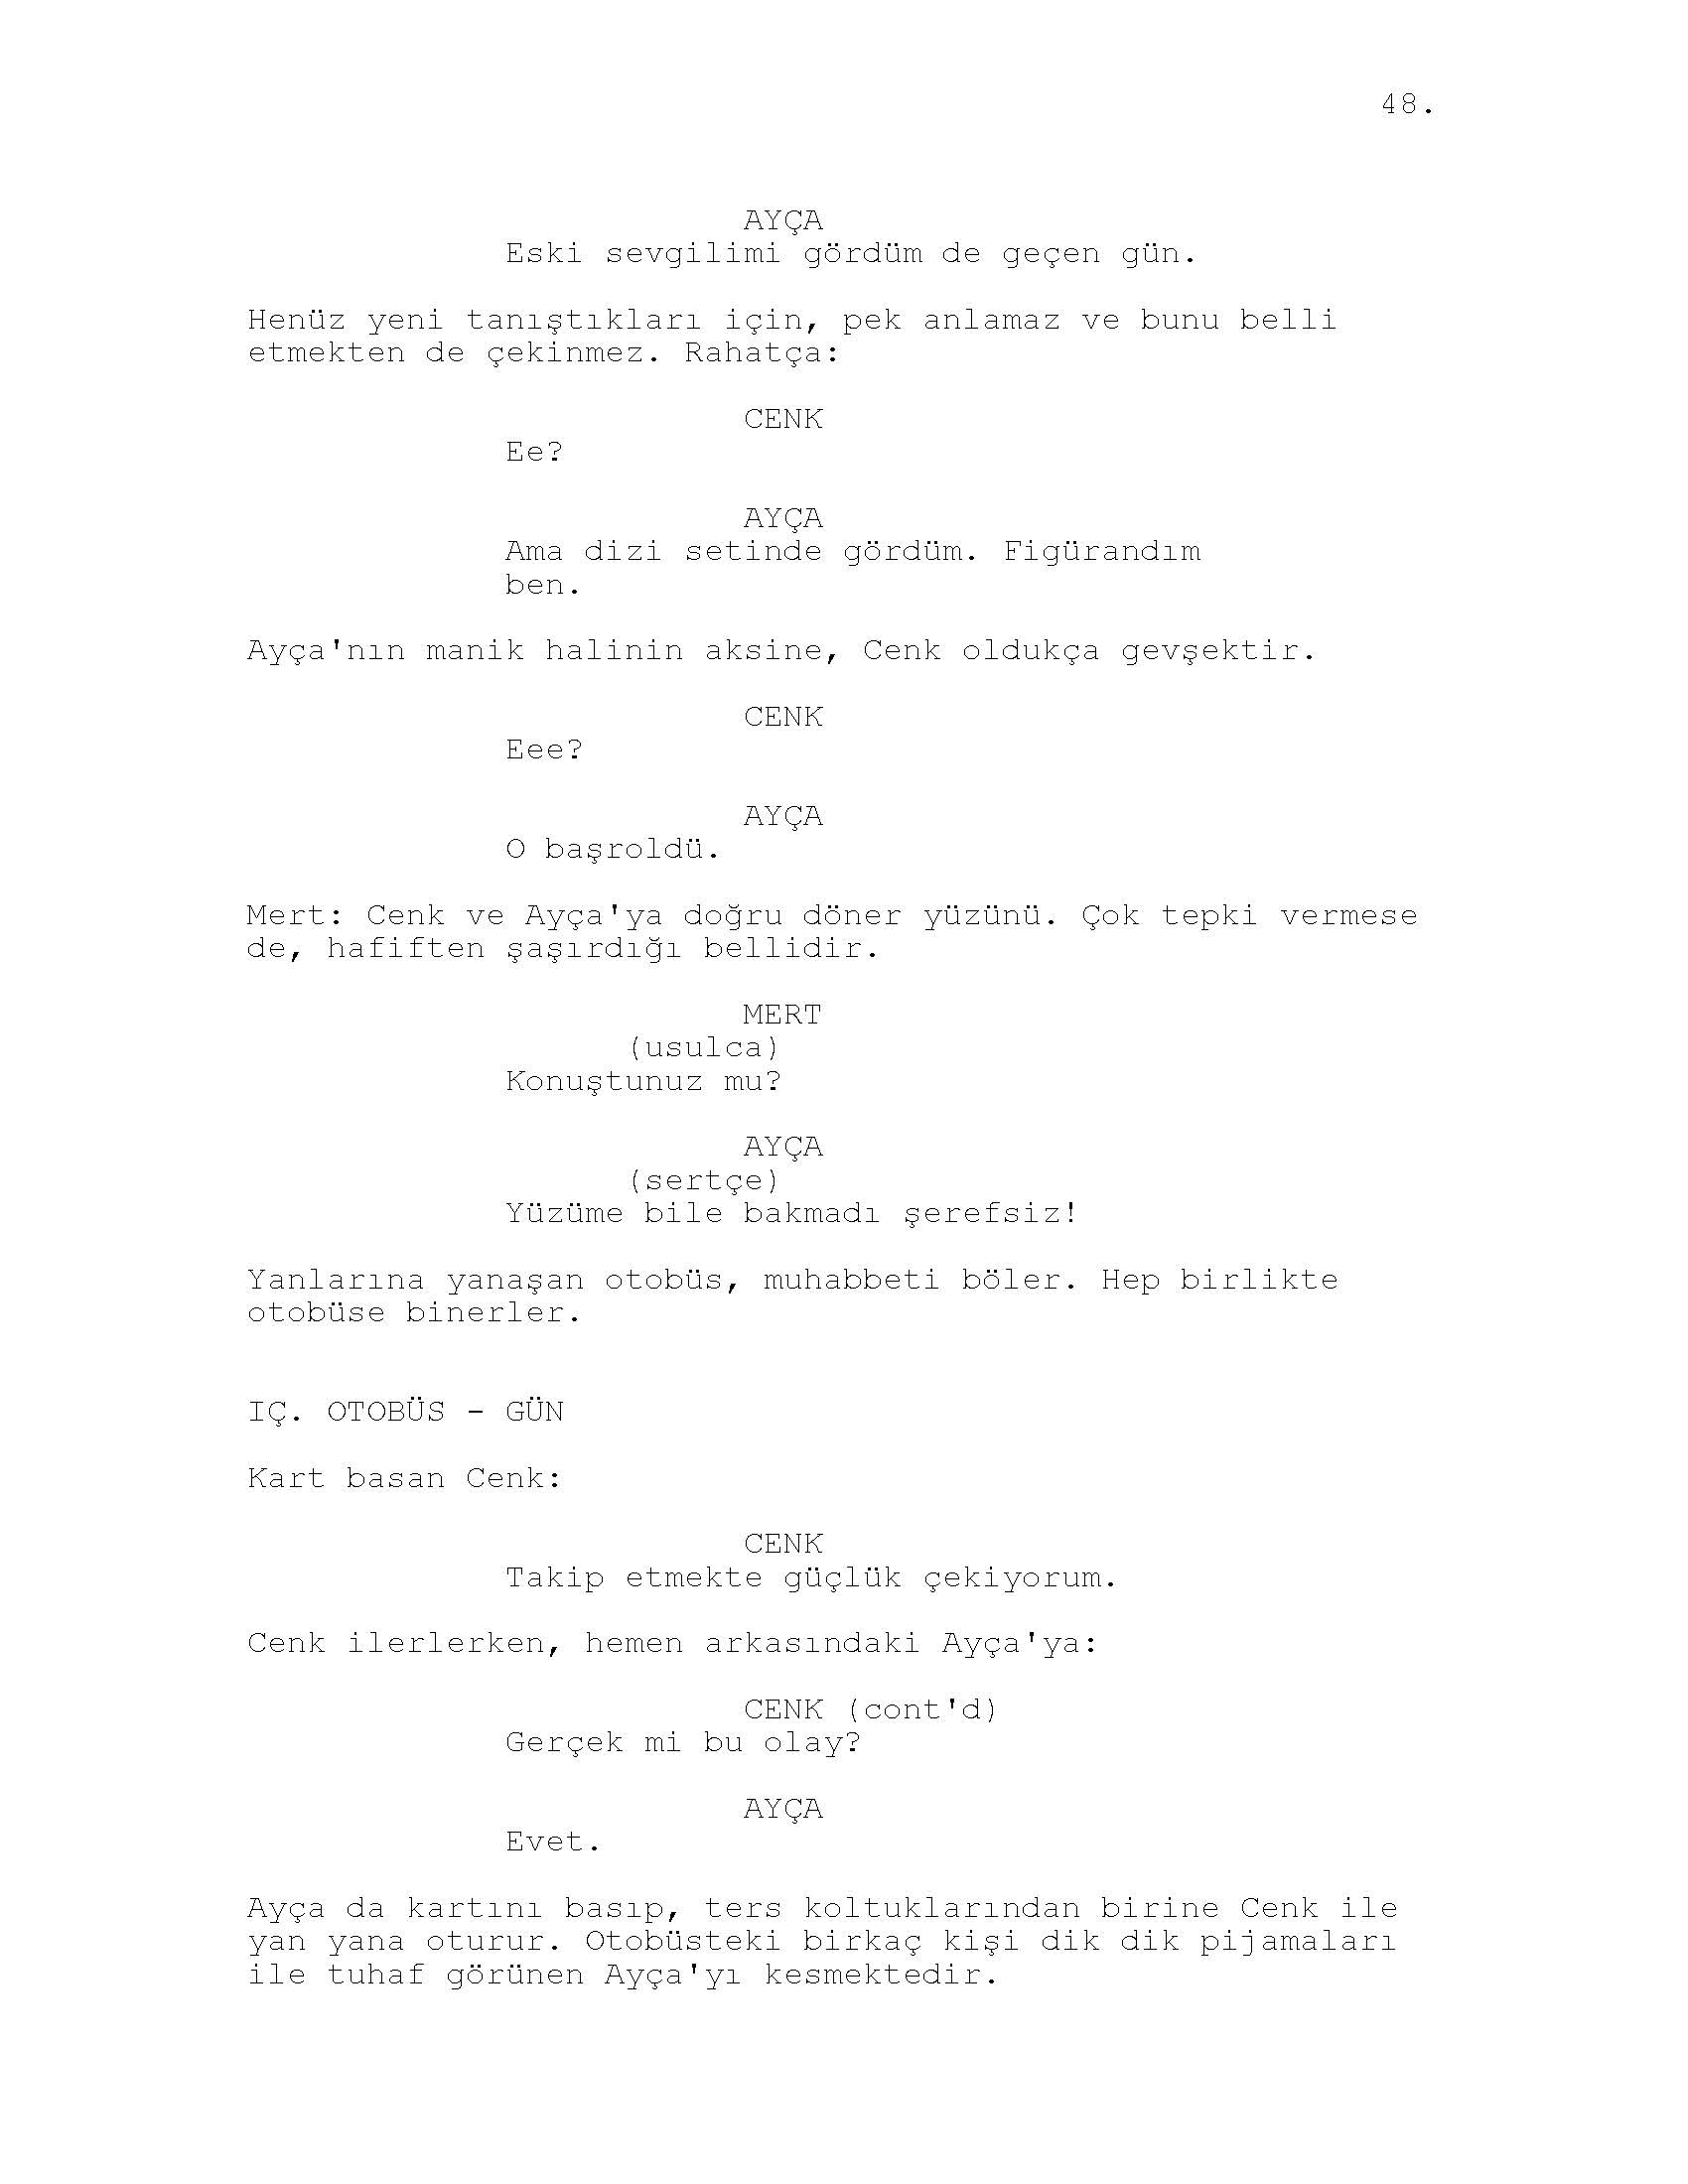 48.
AYÇA
Eski sevgilimi gördüm de geçen gün.
Henüz yeni tanıştıkları için, pek anlamaz ve bunu belli
etmekten de çekinmez. Rahatça:
CENK
Ee?
AYÇA
Ama dizi setinde gördüm. Figürandım
ben.
Ayça'nın manik halinin aksine, Cenk oldukça gevşektir.
CENK
Eee?
AYÇA
O başroldü.
Mert: Cenk ve Ayça'ya doğru döner yüzünü. Çok tepki vermese
de, hafiften şaşırdığı bellidir.
MERT
(usulca)
Konuştunuz mu?
AYÇA
(sertçe)
Yüzüme bile bakmadı şerefsiz!
Yanlarına yanaşan otobüs, muhabbeti böler. Hep birlikte
otobüse binerler.
IÇ. OTOBÜS - GÜN
Kart basan Cenk:
CENK
Takip etmekte güçlük çekiyorum.
Cenk ilerlerken, hemen arkasındaki Ayça'ya:
CENK (cont'd)
Gerçek mi bu olay?
AYÇA
Evet.
Ayça da kartını basıp, ters koltuklarından birine Cenk ile
yan yana oturur. Otobüsteki birkaç kişi dik dik pijamaları
ile tuhaf görünen Ayça'yı kesmektedir.